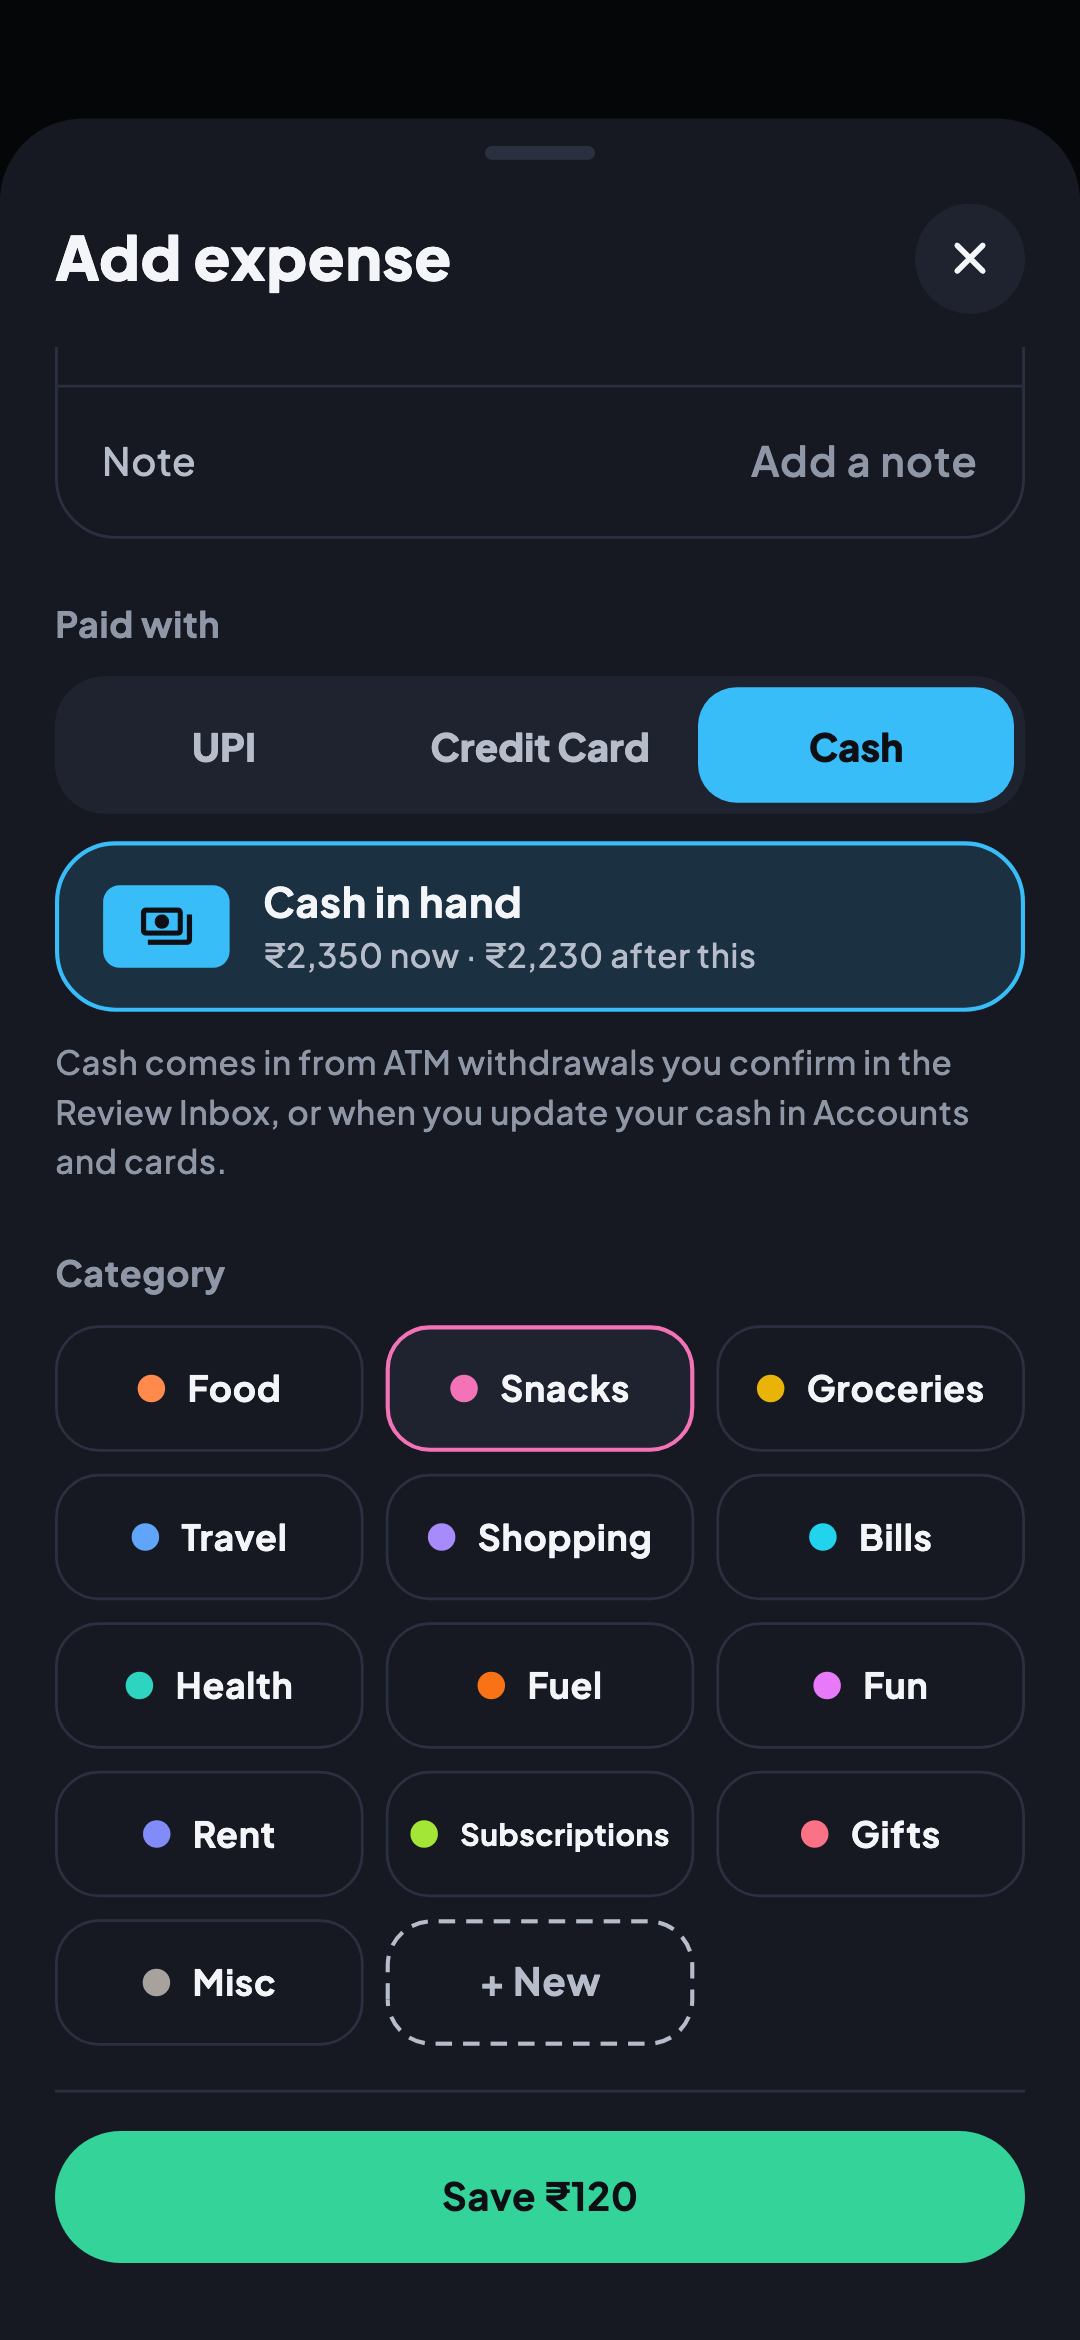 Add expense
Note
Add a note
Paid with
UPI
Credit Card
Cash
Cash in hand
₹2,350 now · ₹2,230 after this
Cash comes in from ATM withdrawals you confirm in the
Review Inbox, or when you update your cash in Accounts
and cards.
Category
Food
Snacks
Groceries
Travel
Shopping
Bills
Health
Fuel
Fun
Rent
Subscriptions
Gifts
Misc
+ New
Save ₹120